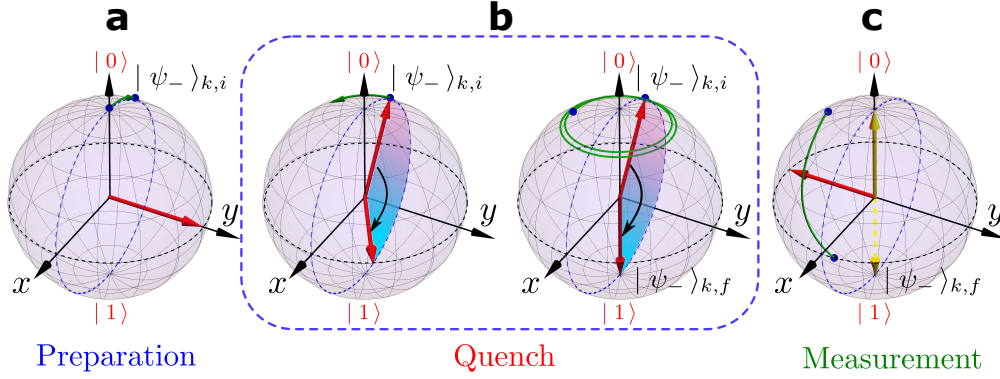 a
b
c
| 0 ⟩
| ψ₋ ⟩ₖ,ᵢ
y
x
| 1 ⟩
| 0 ⟩
| ψ₋ ⟩ₖ,ᵢ
y
x
| 1 ⟩
| 0 ⟩
| ψ₋ ⟩ₖ,ᵢ
y
x
| ψ₋ ⟩k,f
| 1 ⟩
| 0 ⟩
y
x
| ψ₋ ⟩k,f
| 1 ⟩
Preparation
Quench
Measurement